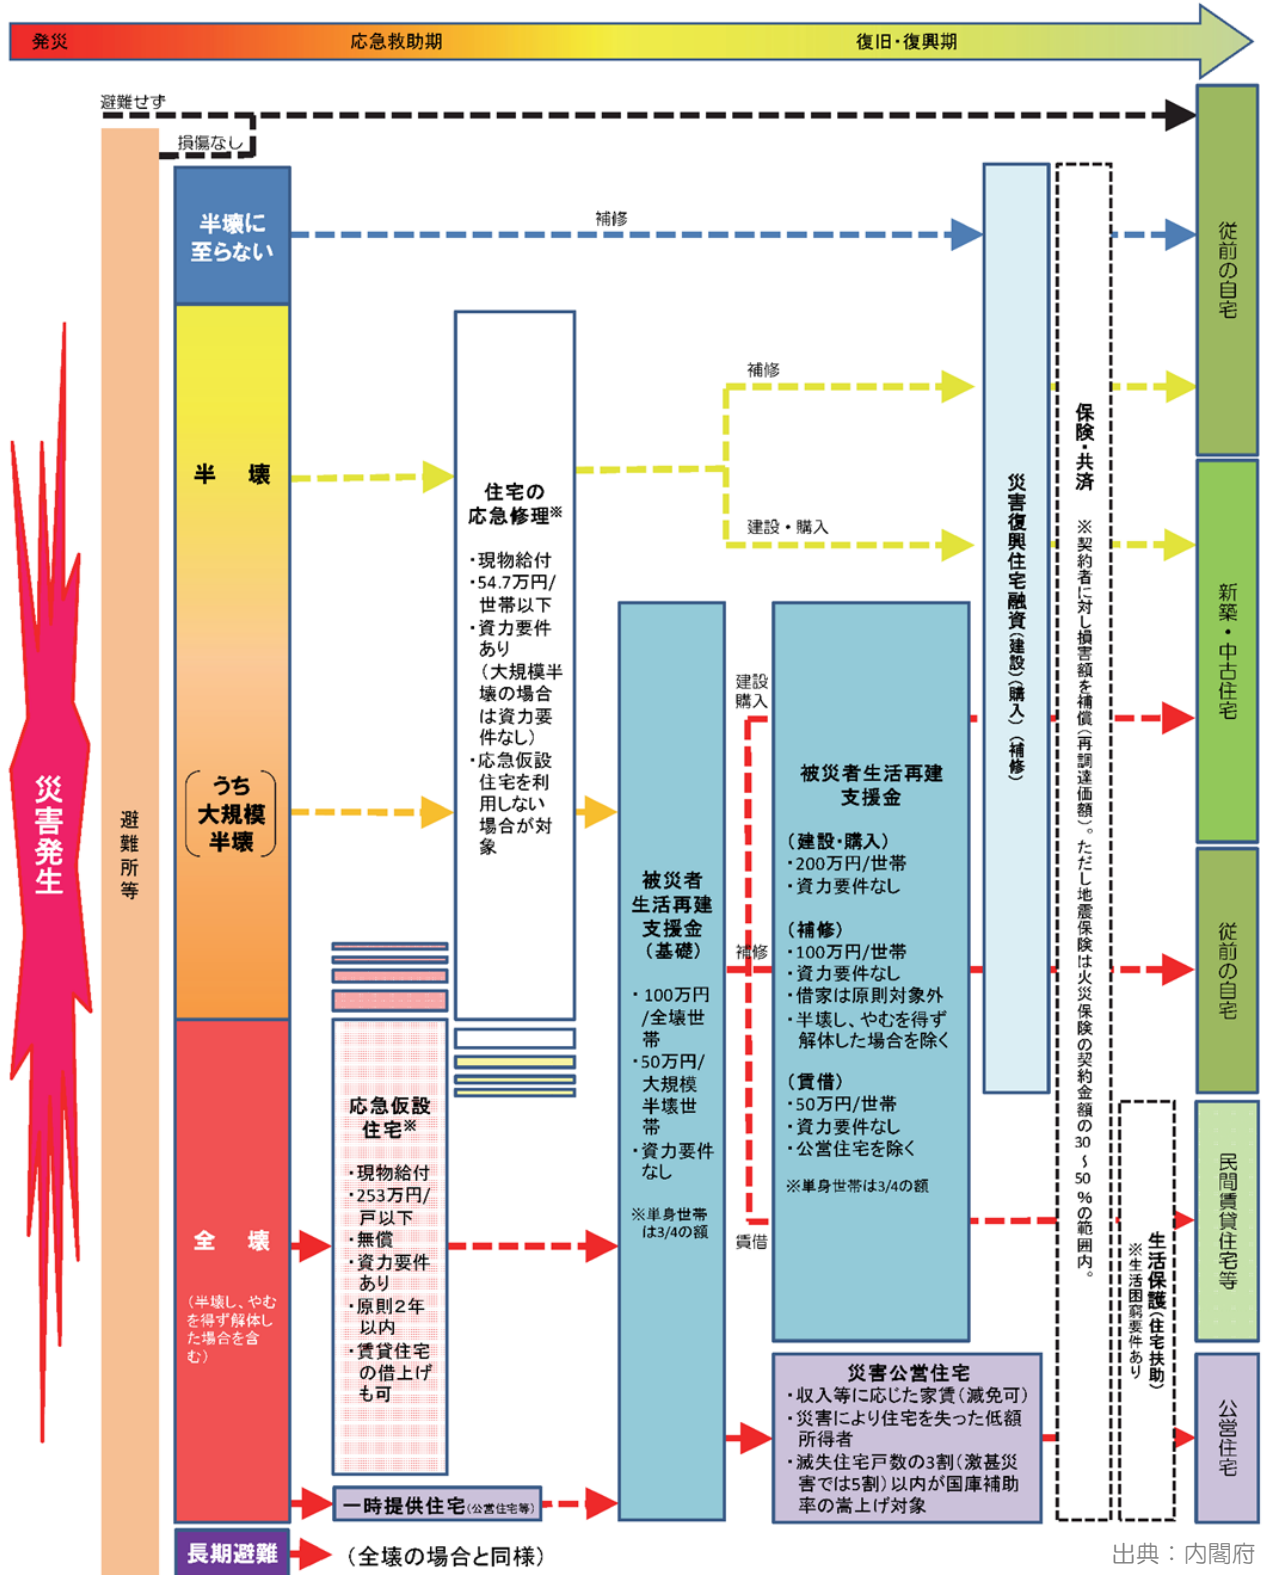 発災
応急救助期
復旧・復興期
避難せず
損傷なし
災害発生
避難所等
半壊に
至らない
補修
半　壊
うち
大規模
半壊
全　壊
（半壊し、やむ
を得ず解体し
た場合を含
む）
長期避難
（全壊の場合と同様）
応急仮設
住宅※
・現物給付
・253万円/
戸以下
・無償
・資力要件
あり
・原則２年
以内
・賃貸住宅
の借上げ
も可
一時提供住宅（公営住宅等）
住宅の
応急修理※
・現物給付
・54.7万円/
世帯以下
・資力要件
あり
（大規模半
壊の場合
は資力要
件なし）
・応急仮設
住宅を利
用しない
場合が対
象
被災者
生活再建
支援金
（基礎）
・100万円
/全壊世
帯
・50万円/
大規模
半壊世
帯
・資力要件
なし
※単身世帯
は3/4の額
補修
建設・購入
建設
購入
補修
賃借
被災者生活再建
支援金
（建設・購入）
・200万円/世帯
・資力要件なし
（補修）
・100万円/世帯
・資力要件なし
・借家は原則対象外
・半壊し、やむを得ず
解体した場合を除く
（賃借）
・50万円/世帯
・資力要件なし
・公営住宅を除く
※単身世帯は3/4の額
災害公営住宅
・収入等に応じた家賃（減免可）
・災害により住宅を失った低額
所得者
・滅失住宅戸数の3割（激甚災
害では5割）以内が国庫補助
率の嵩上げ対象
災害復興住宅融資（建設）（購入）（補修）
保険・共済　※契約者に対し損害額を補償（再調達価額）。ただし地震保険は火災保険の契約金額の30～50％の範囲内。
生活保護（住宅扶助）
※生活困窮要件あり
従前の自宅
新築・中古住宅
従前の自宅
民間賃貸住宅等
公営住宅
出典：内閣府